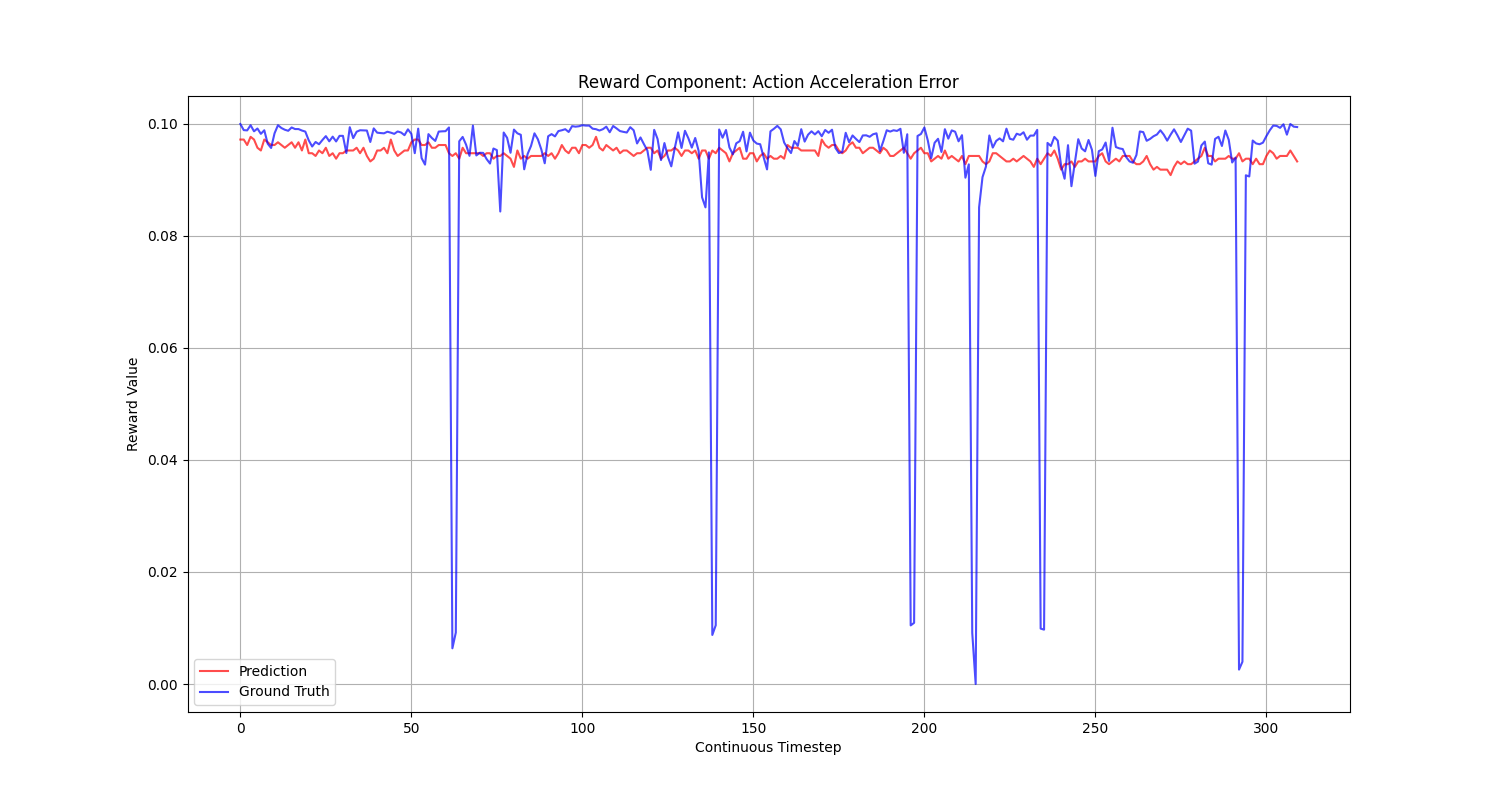 Reward Component: Action Acceleration Error
0.10
0.08
0.06
0.04
0.02
0.00
Reward Value
Prediction
Ground Truth
0
50
100
150
200
250
300
Continuous Timestep